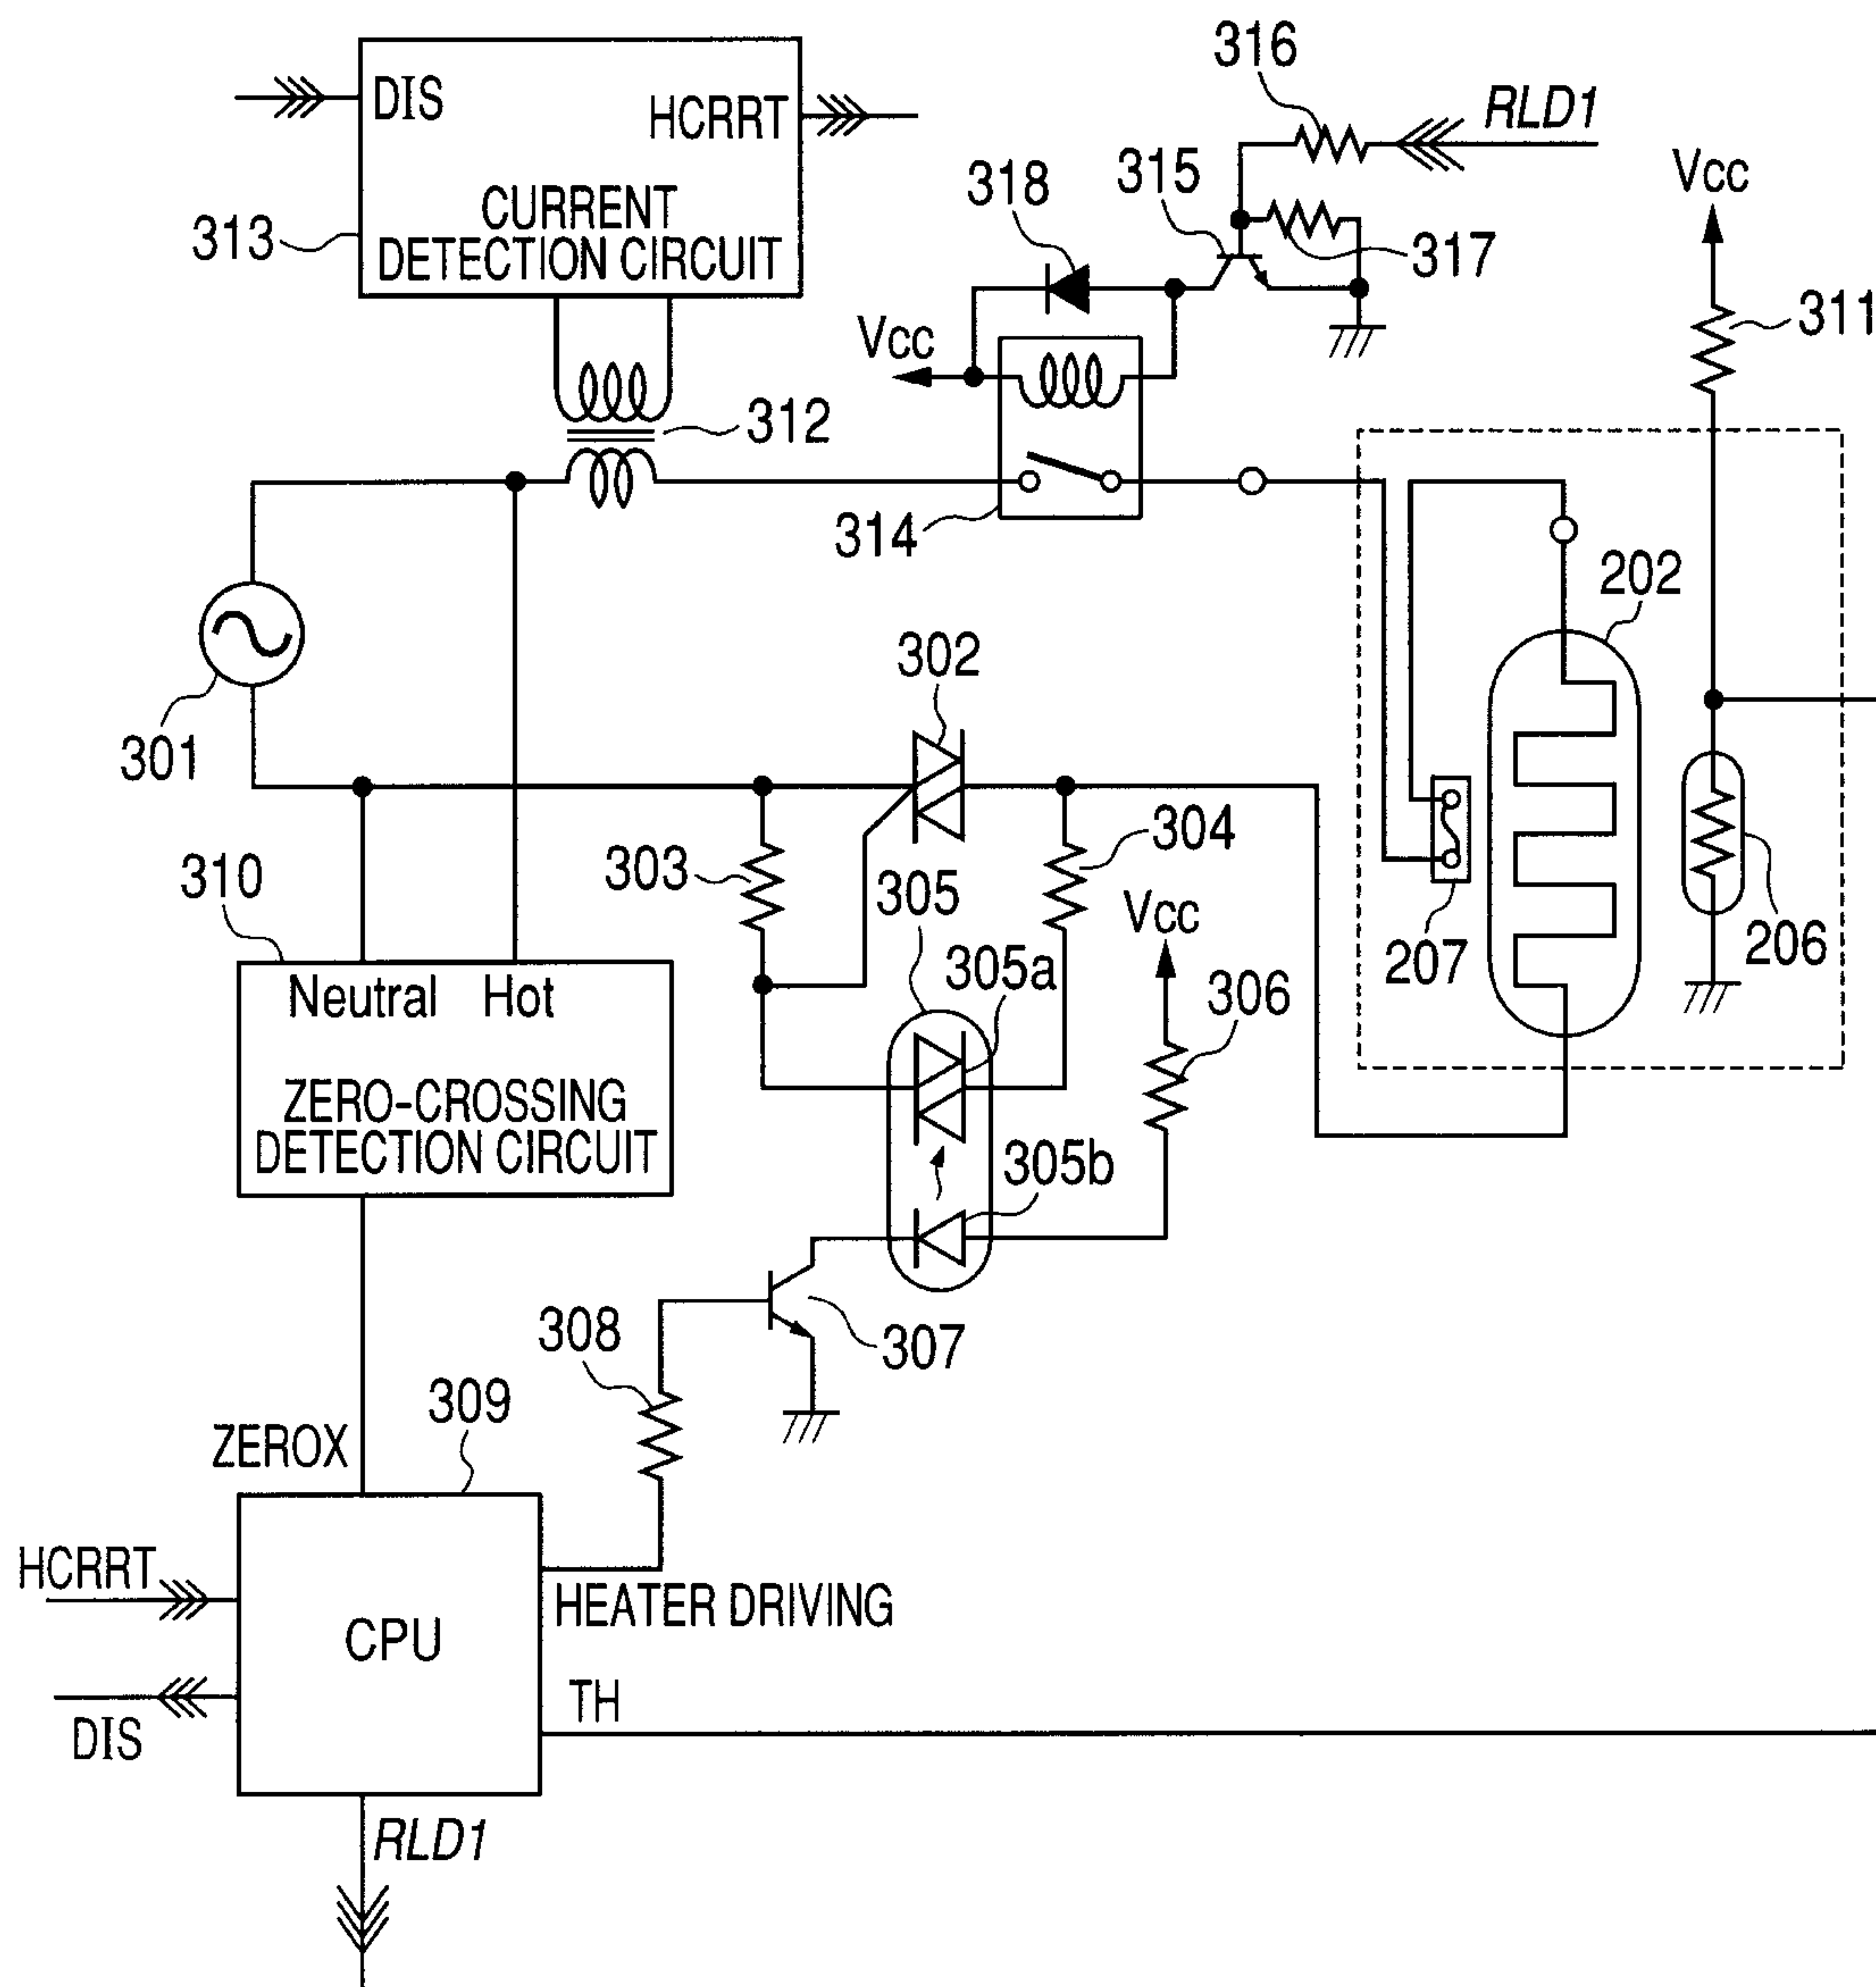 316
RLD1
DIS
HCRRT
315
Vcc
318
CURRENT
DETECTION CIRCUIT
313
317
311
Vcc
312
314
202
302
301
304
303
305
Vcc
310
207
206
305a
306
Neutral Hot
ZERO-CROSSING
DETECTION CIRCUIT
305b
308
307
309
ZEROX
HCRRT
HEATER DRIVING
CPU
TH
DIS
RLD1